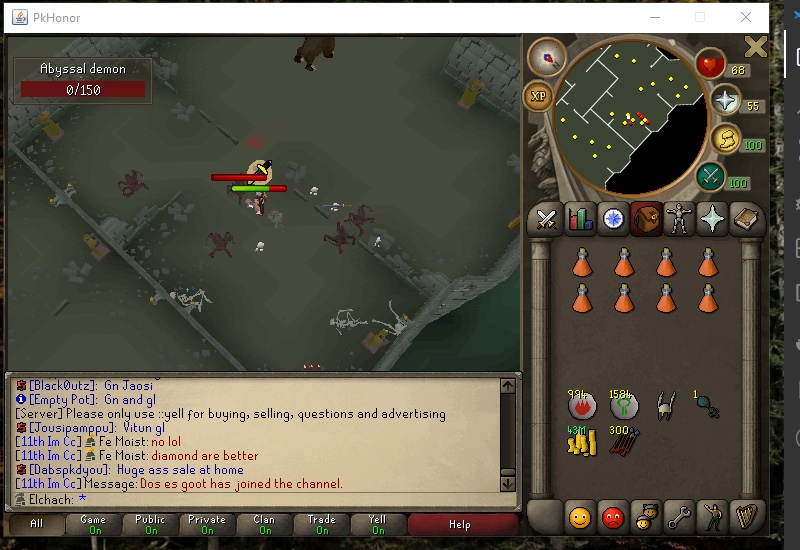 PkHonor
Abyssal demon
0/150
XP
68
55
100
100
994
1584
1
43M
300
[Black0utz]: Gn Jaosi
[Empty Pot]: Gn and gl
[Server] Please only use ::yell for buying, selling, questions and advertising
[Jousipamppu]: Vitun gl
[11th Im Cc] Fe Moist: no lol
[11th Im Cc] Fe Moist: diamond are better
[Dabspkdyou]: Huge ass sale at home
[11th Im Cc] Message: Dos es goot has joined the channel.
Elchach: *
All
Game
On
Public
On
Private
On
Clan
On
Trade
On
Yell
On
Help